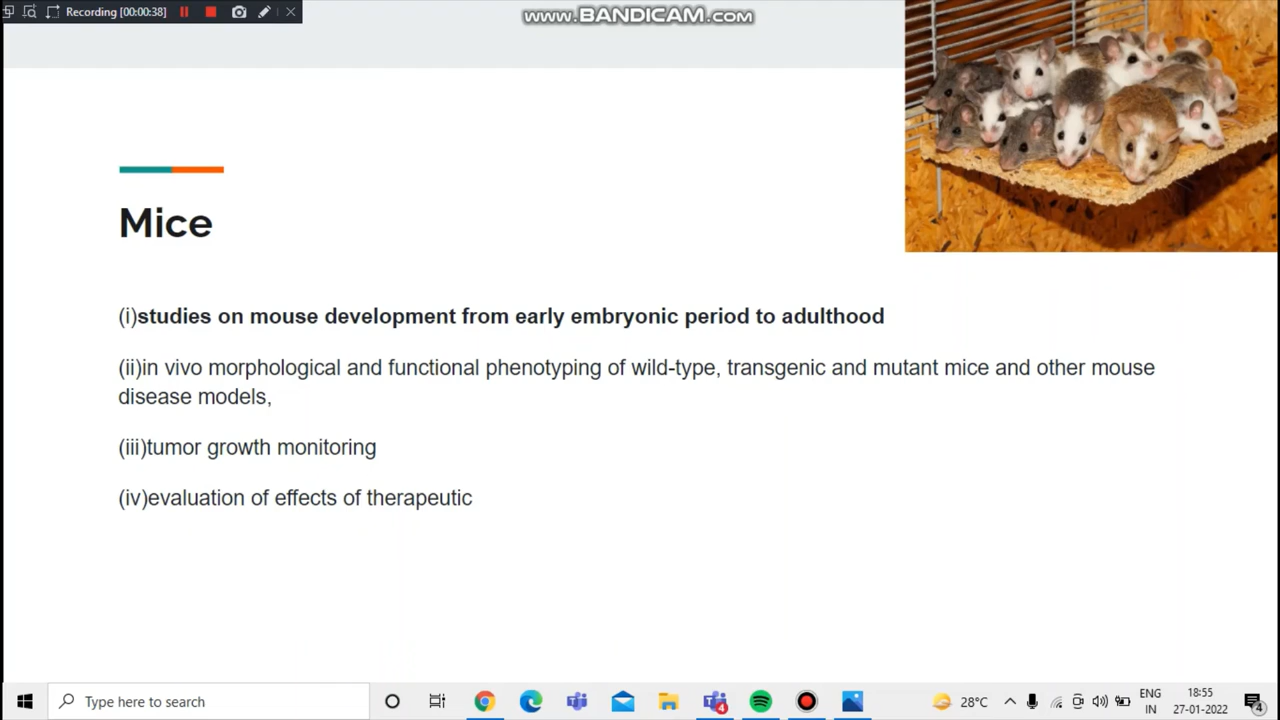 Recording [00:00:38]
www.BANDICAM.com
Mice
(i)studies on mouse development from early embryonic period to adulthood
(ii)in vivo morphological and functional phenotyping of wild-type, transgenic and mutant mice and other mouse
disease models,
(iii)tumor growth monitoring
(iv)evaluation of effects of therapeutic
Type here to search
4
28°C
ENG
IN
18:55
27-01-2022
4